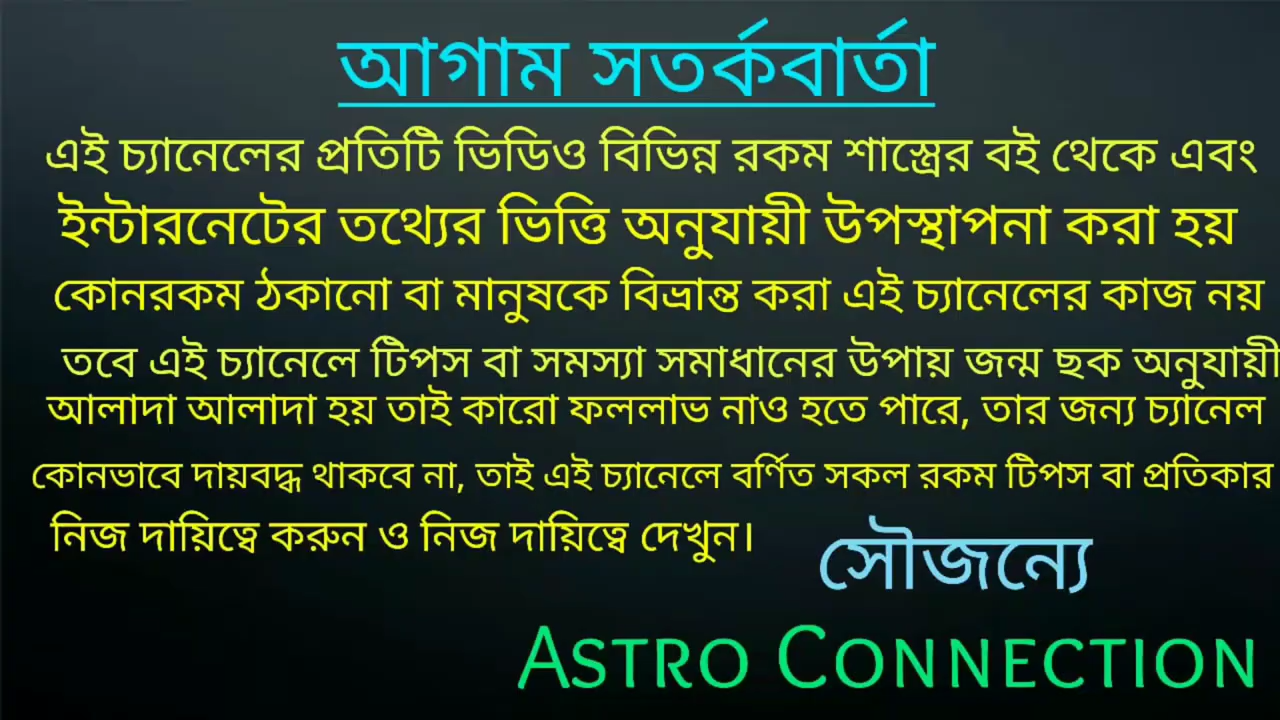 আগাম সতর্কবার্তা
এই চ্যানেলের প্রতিটি ভিডিও বিভিন্ন রকম শাস্ত্রের বই থেকে এবং
ইন্টারনেটের তথ্যের ভিত্তি অনুযায়ী উপস্থাপনা করা হয়
কোনরকম ঠকানো বা মানুষকে বিভ্রান্ত করা এই চ্যানেলের কাজ নয়
তবে এই চ্যানেলে টিপস বা সমস্যা সমাধানের উপায় জন্ম ছক অনুযায়ী
আলাদা আলাদা হয় তাই কারো ফললাভ নাও হতে পারে, তার জন্য চ্যানেল
কোনভাবে দায়বদ্ধ থাকবে না, তাই এই চ্যানেলে বর্ণিত সকল রকম টিপস বা প্রতিকার
নিজ দায়িত্বে করুন ও নিজ দায়িত্বে দেখুন।
সৌজন্যে
ASTRO CONNECTION